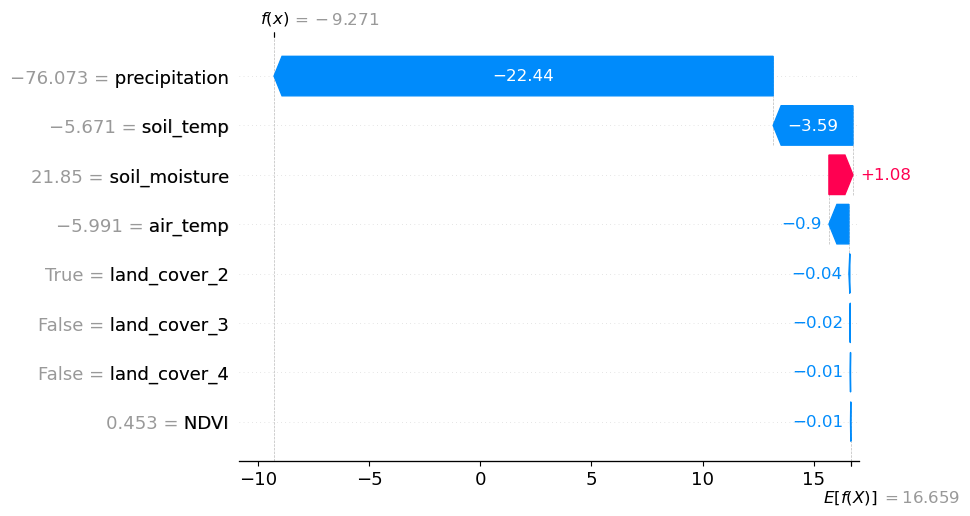 f(x) = −9.271
−76.073 = precipitation −22.44
−5.671 = soil_temp −3.59
21.85 = soil_moisture +1.08
−5.991 = air_temp −0.9
True = land_cover_2 −0.04
False = land_cover_3 −0.02
False = land_cover_4 −0.01
0.453 = NDVI −0.01
−10 −5 0 5 10 15
E[f(X)] = 16.659